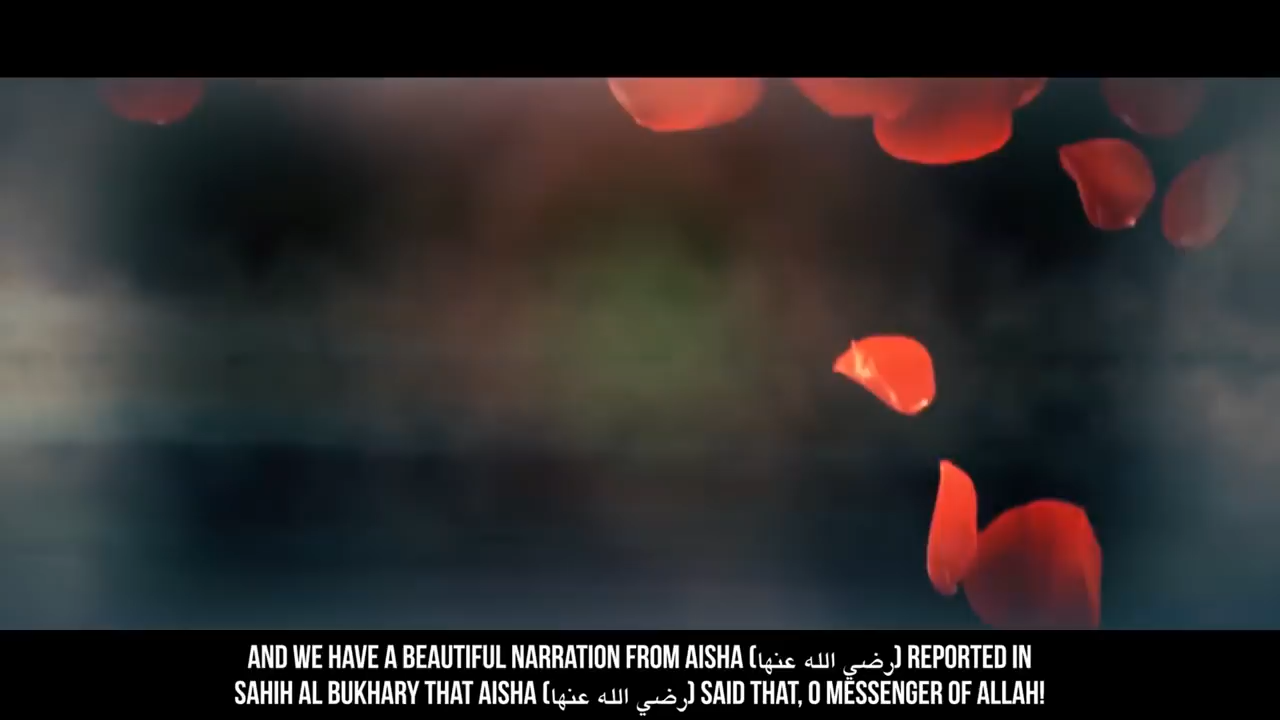 AND WE HAVE A BEAUTIFUL NARRATION FROM AISHA (رضي الله عنها) REPORTED IN
SAHIH AL BUKHARY THAT AISHA (رضي الله عنها) SAID THAT, O MESSENGER OF ALLAH!